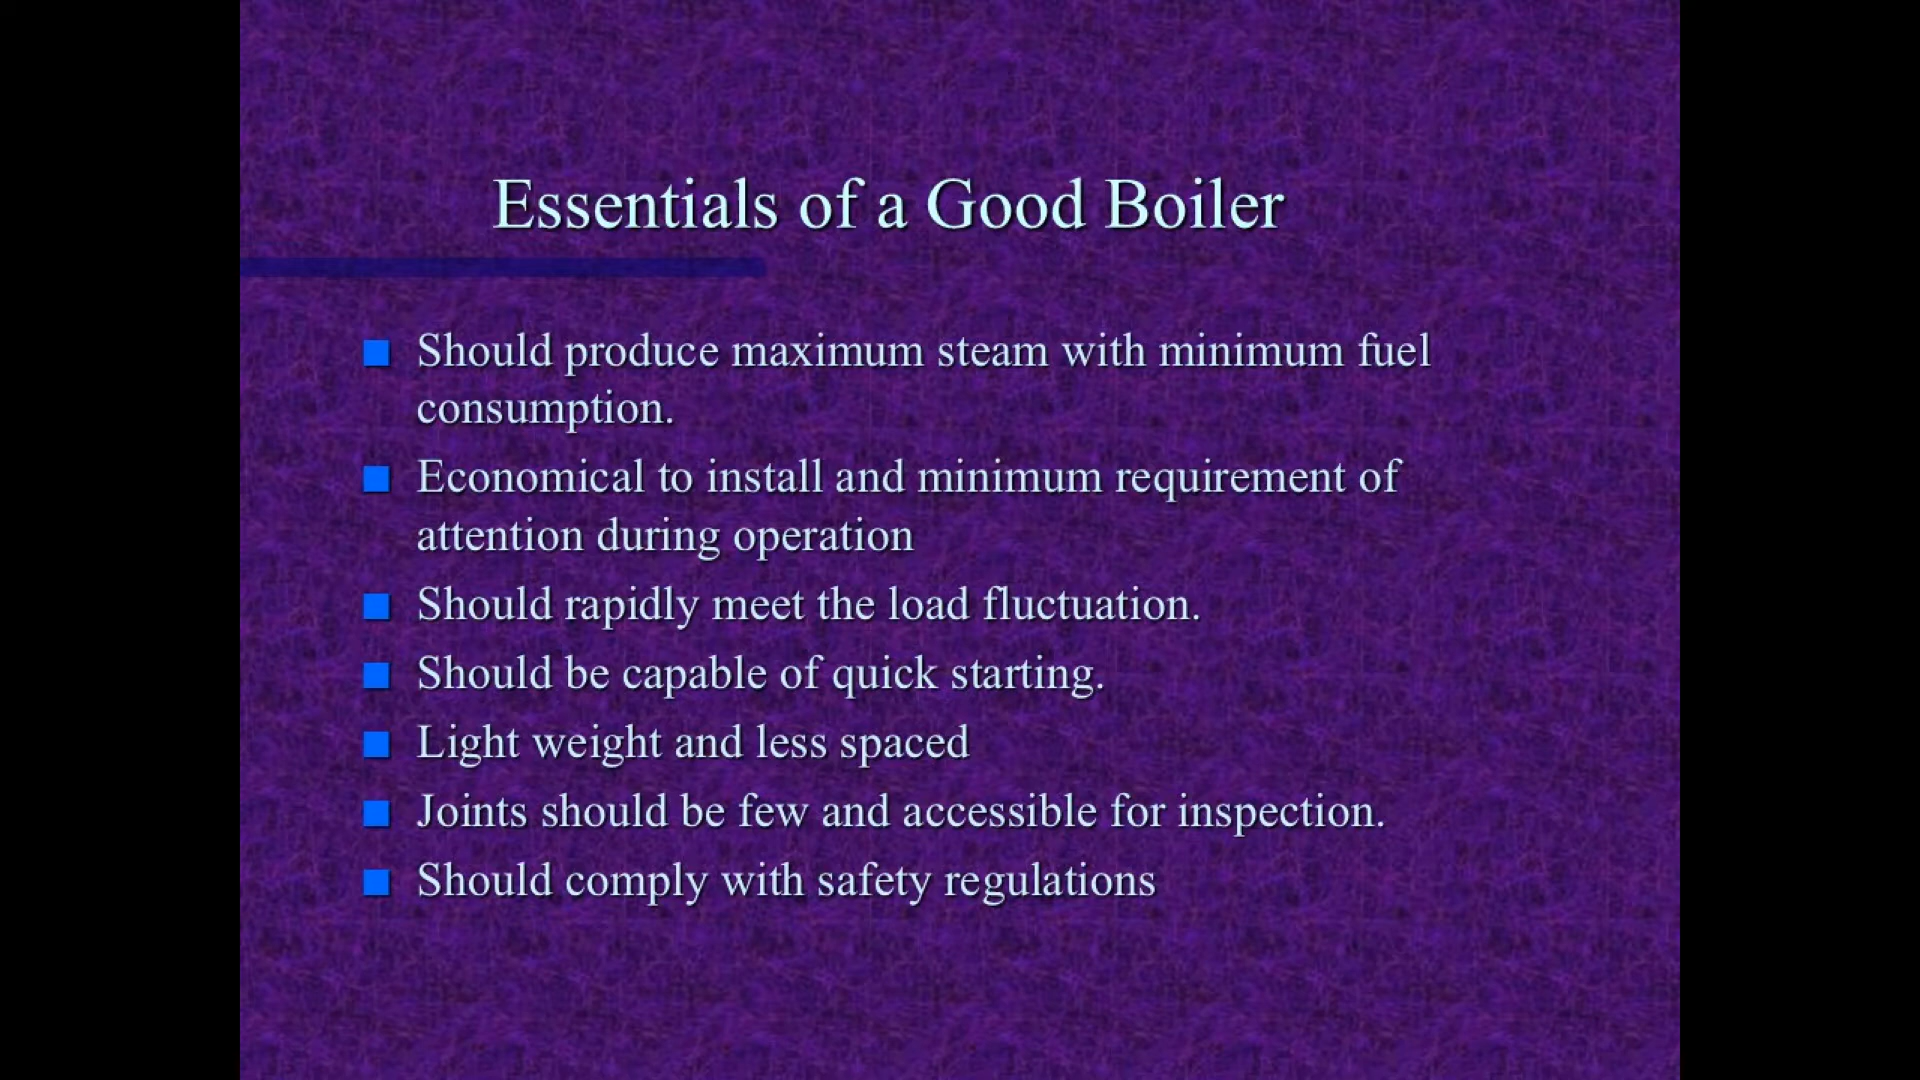 Essentials of a Good Boiler
Should produce maximum steam with minimum fuel
consumption.
Economical to install and minimum requirement of
attention during operation
Should rapidly meet the load fluctuation.
Should be capable of quick starting.
Light weight and less spaced
Joints should be few and accessible for inspection.
Should comply with safety regulations